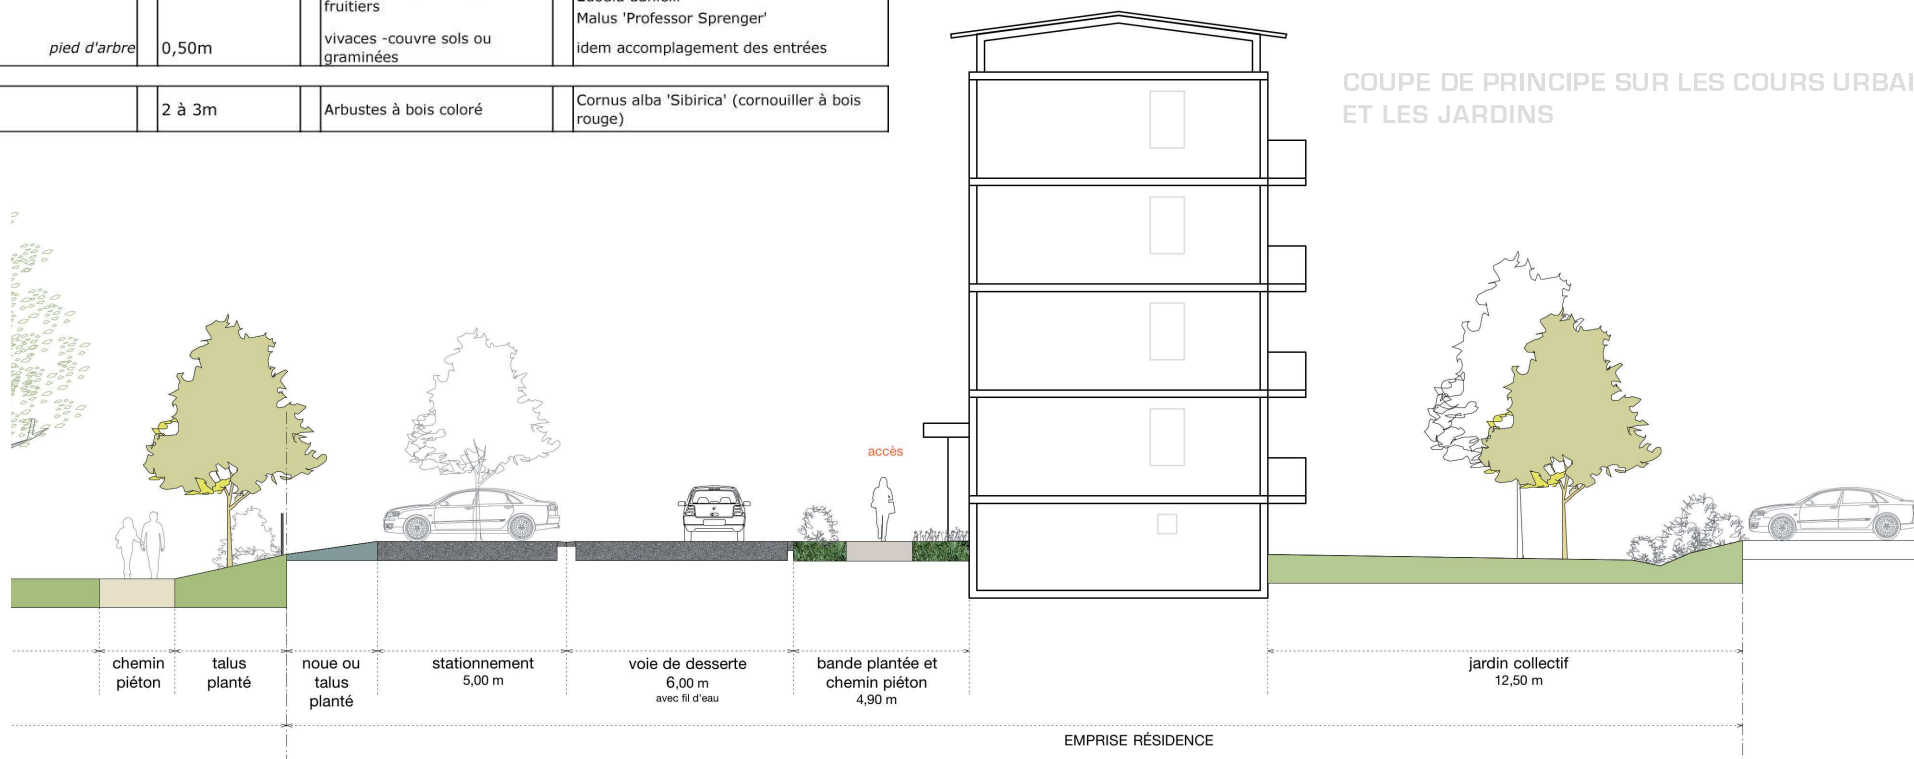 fruitiers
Malus 'Professor Sprenger'
pied d'arbre 0,50m vivaces -couvre sols ou graminées idem accomplagement des entrées
2 à 3m Arbustes à bois coloré Cornus alba 'Sibirica' (cornouiller à bois rouge)
COUPE DE PRINCIPE SUR LES COURS URBAI
ET LES JARDINS
accès
chemin
piéton
talus
planté
noue ou
talus
planté
stationnement
5,00 m
voie de desserte
6,00 m
avec fil d'eau
bande plantée et
chemin piéton
4,90 m
jardin collectif
12,50 m
EMPRISE RÉSIDENCE